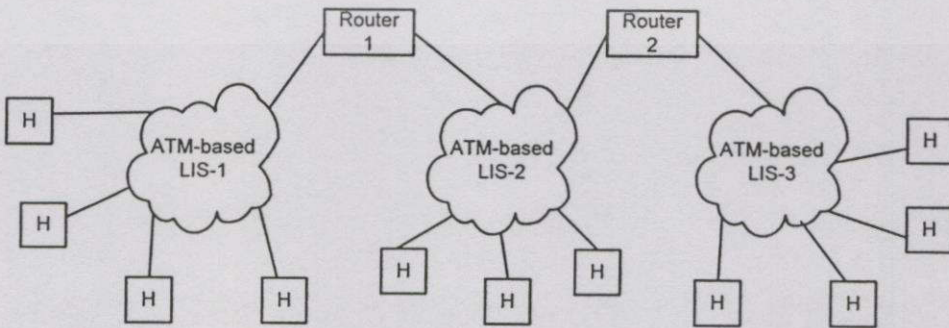 Router
1
Router
2
H
ATM-based
LIS-1
ATM-based
LIS-2
ATM-based
LIS-3
H
H
H
H
H
H
H
H
H
H
H